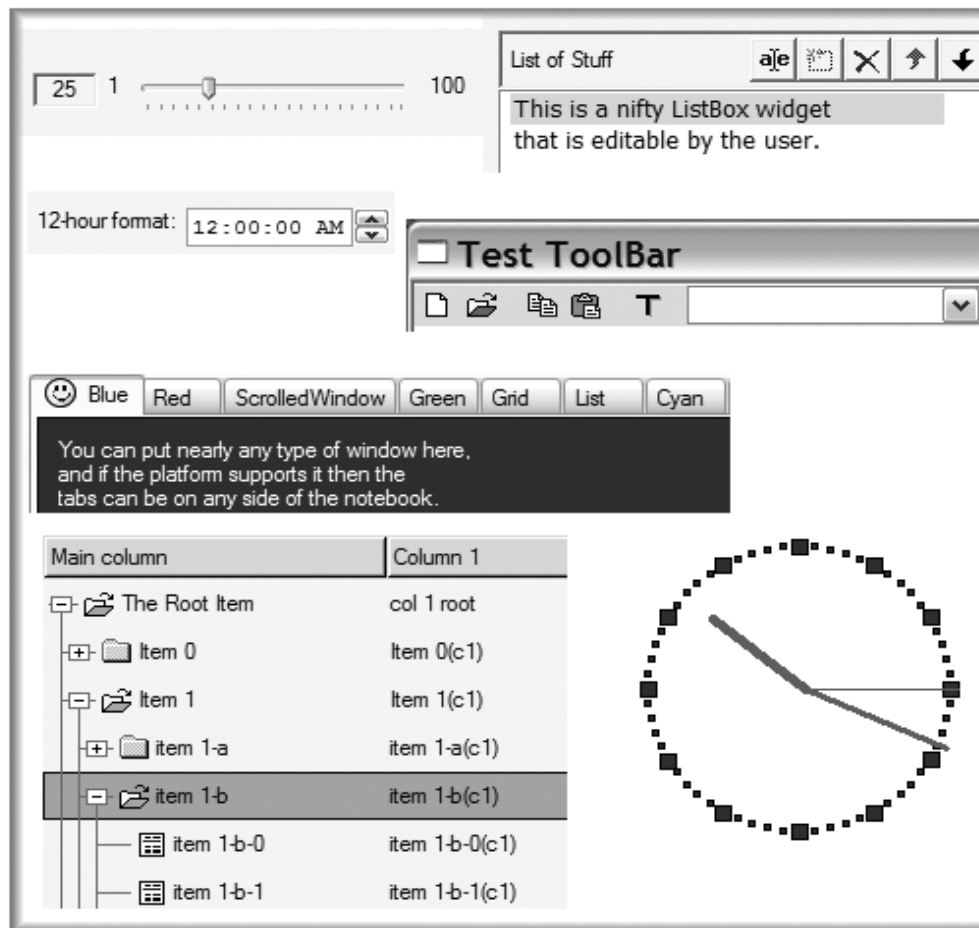 25 1 100
List of Stuff
This is a nifty ListBox widget
that is editable by the user.
12-hour format: 12:00:00 AM
Test ToolBar
T
Blue Red ScrolledWindow Green Grid List Cyan
You can put nearly any type of window here,
and if the platform supports it then the
tabs can be on any side of the notebook.
Main column Column 1
The Root Item col 1 root
Item 0 Item 0(c1)
Item 1 Item 1(c1)
item 1-a item 1-a(c1)
item 1-b item 1-b(c1)
item 1-b-0 item 1-b-0(c1)
item 1-b-1 item 1-b-1(c1)